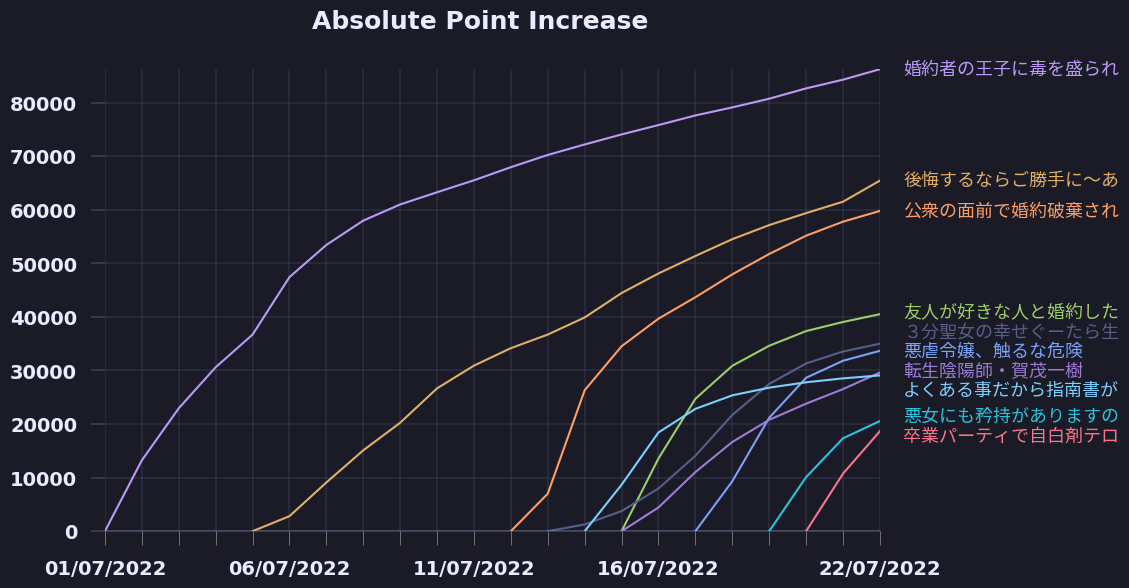 Absolute Point Increase
婚約者の王子に毒を盛られ
80000
70000
後悔するならご勝手に～あ
60000
公衆の面前で婚約破棄され
50000
40000
友人が好きな人と婚約した
３分聖女の幸せぐーたら生
悪虐令嬢、触るな危険
30000
転生陰陽師・賀茂一樹
よくある事だから指南書が
悪女にも矜持がありますの
20000
卒業パーティで自白剤テロ
10000
0
01/07/2022 06/07/2022 11/07/2022 16/07/2022 22/07/2022